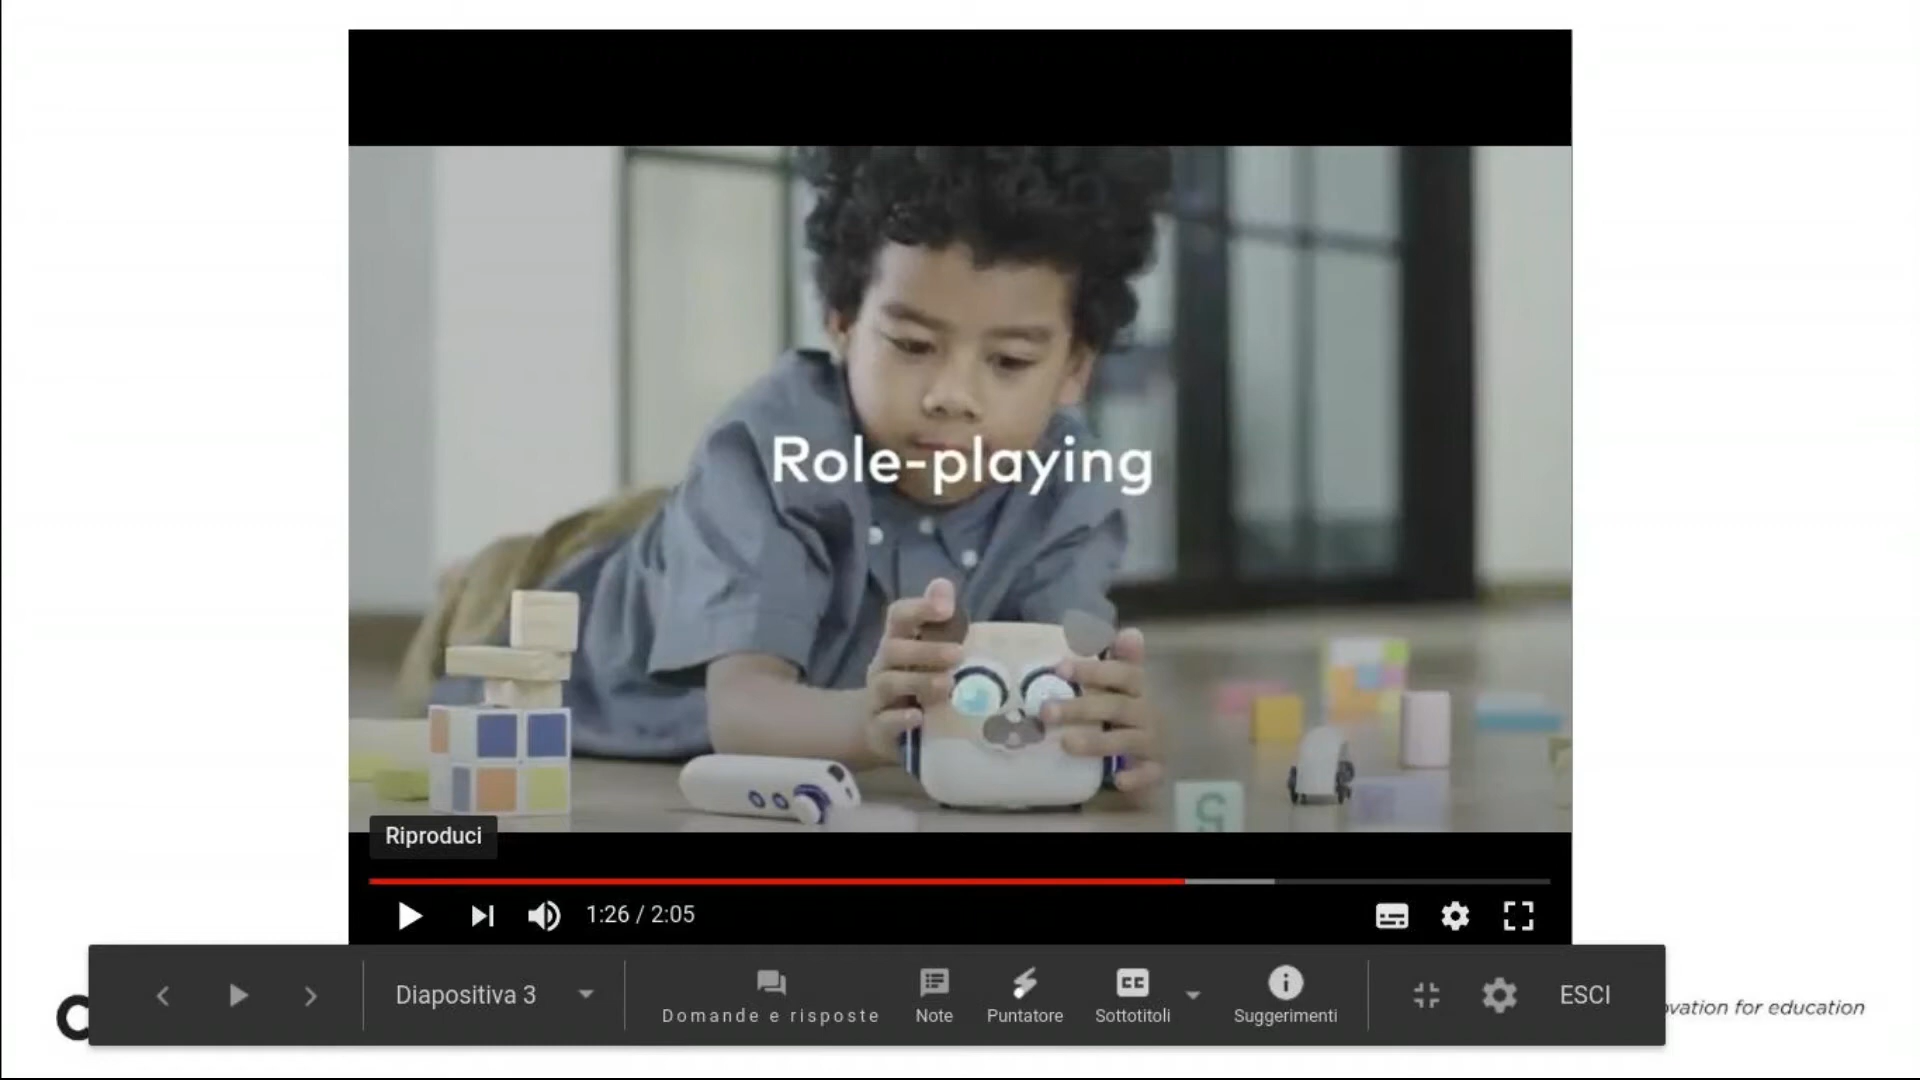 Role-playing
Riproduci
1:26 / 2:05
Diapositiva 3
Domande e risposte
Note
Puntatore
CC
Sottotitoli
Suggerimenti
ESCI
vation for education